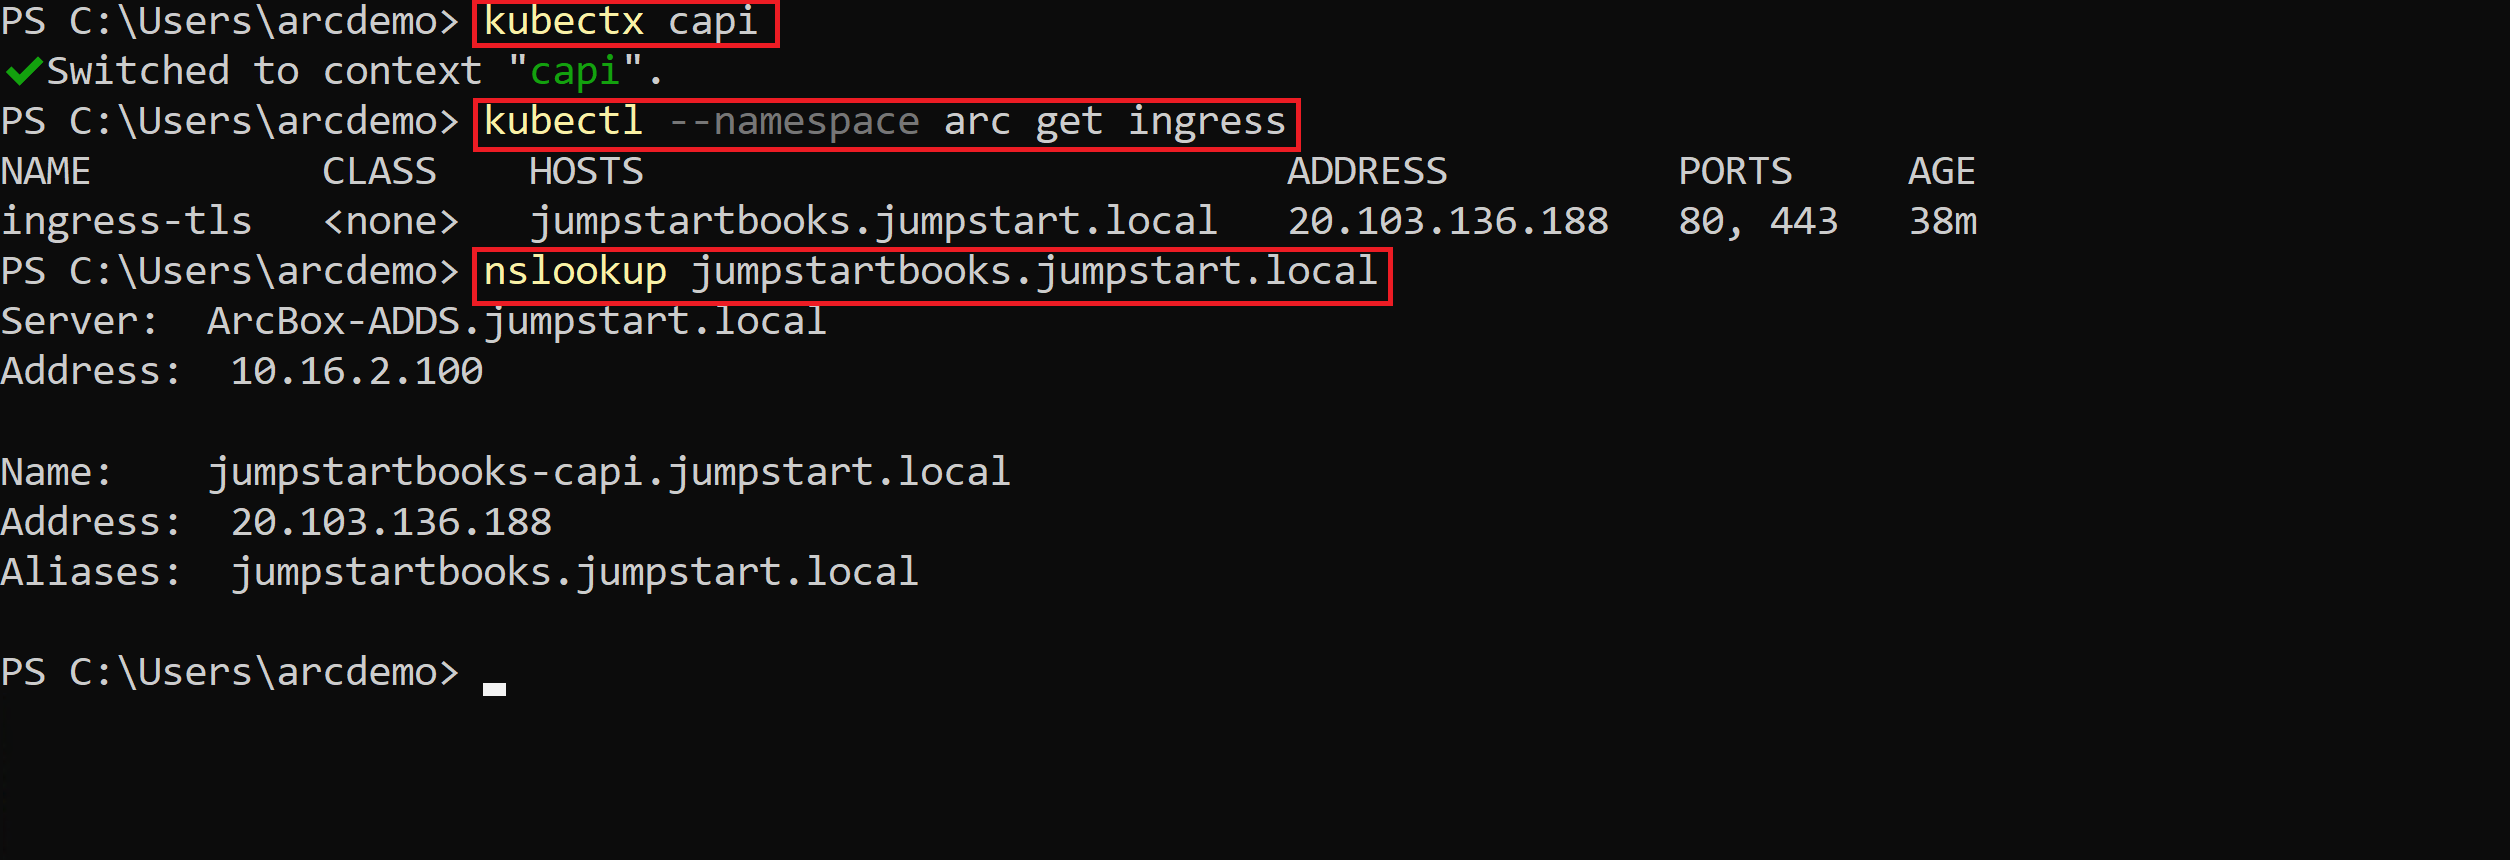 PS C:\Users\arcdemo> kubectx capi
✔Switched to context "capi".
PS C:\Users\arcdemo> kubectl --namespace arc get ingress
NAME          CLASS    HOSTS                            ADDRESS          PORTS     AGE
ingress-tls   <none>   jumpstartbooks.jumpstart.local   20.103.136.188   80, 443   38m
PS C:\Users\arcdemo> nslookup jumpstartbooks.jumpstart.local
Server:  ArcBox-ADDS.jumpstart.local
Address:  10.16.2.100

Name:    jumpstartbooks-capi.jumpstart.local
Address:  20.103.136.188
Aliases:  jumpstartbooks.jumpstart.local

PS C:\Users\arcdemo>